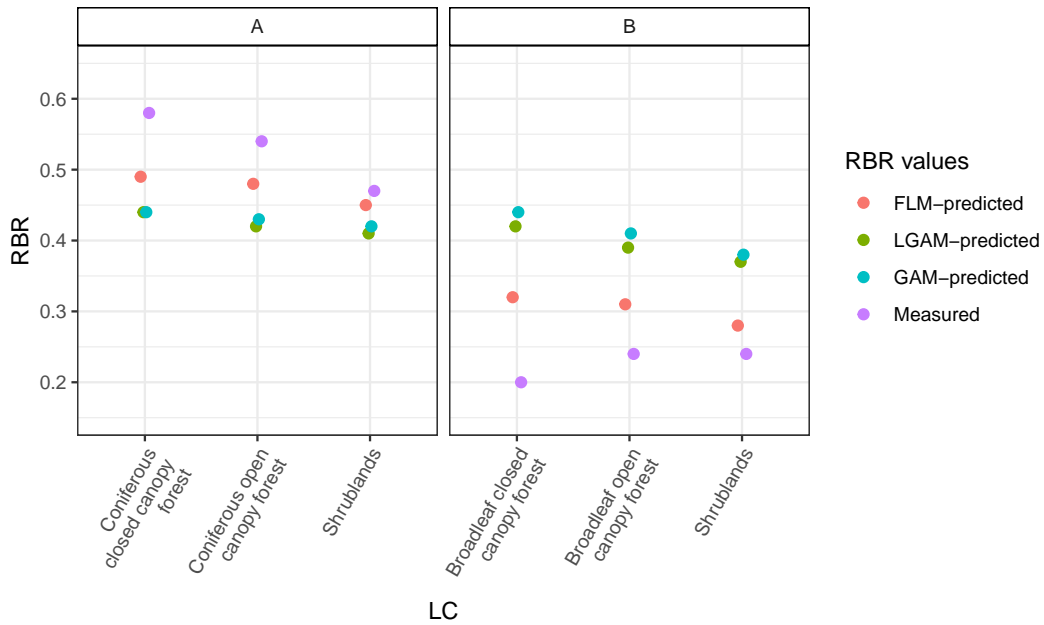 A
B
0.6
0.5
0.4
0.3
0.2
RBR
Coniferous
closed canopy
forest
Coniferous open
canopy forest
Shrublands
Broadleaf closed
canopy forest
Broadleaf open
canopy forest
Shrublands
LC
RBR values
FLM−predicted
LGAM−predicted
GAM−predicted
Measured